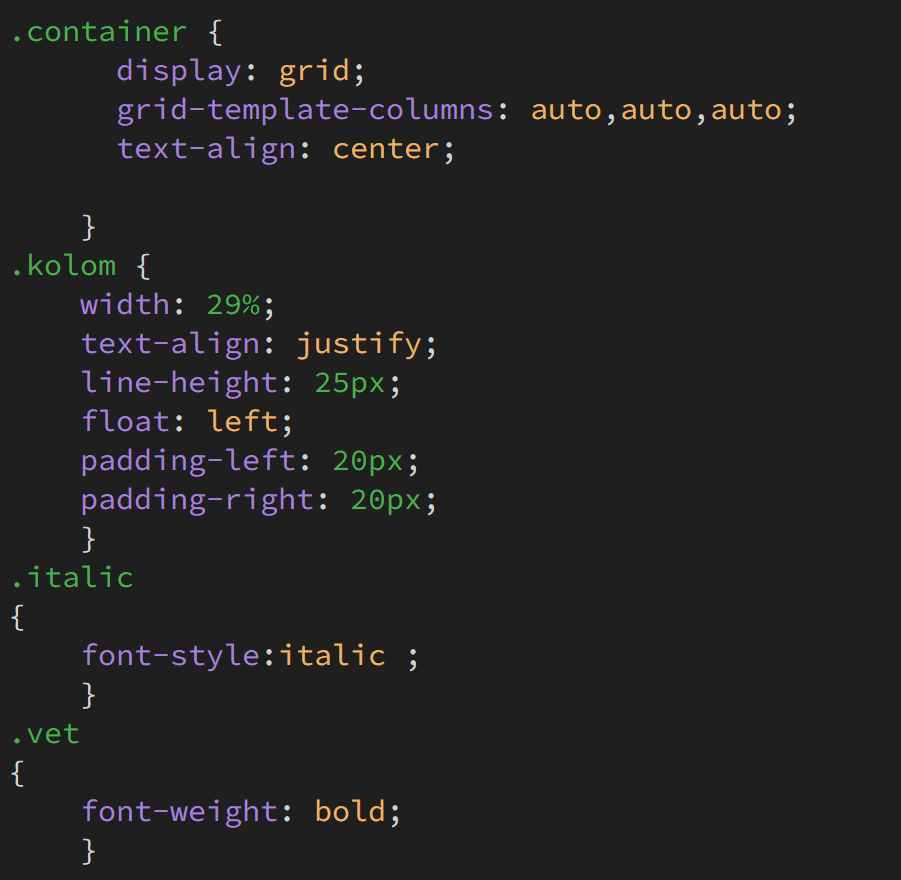 .container {
display: grid;
grid-template-columns: auto,auto,auto;
text-align: center;
}
.kolom {
width: 29%;
text-align: justify;
line-height: 25px;
float: left;
padding-left: 20px;
padding-right: 20px;
}
.italic
{
font-style:italic ;
}
.vet
{
font-weight: bold;
}